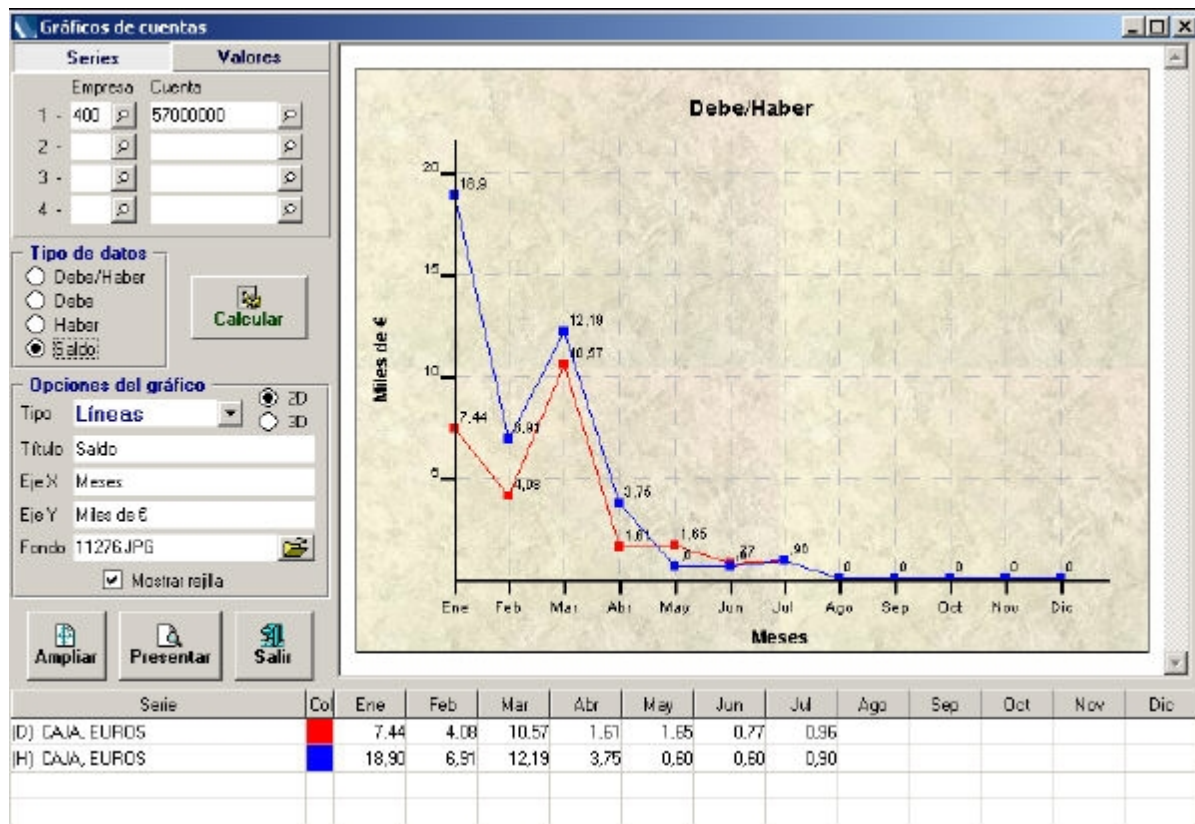 Gráficos de cuentas
Series Valores
Empresa Cuenta
1 - 400 57000000
2 -
3 -
4 -
Tipo de datos
Debe/Haber
Debe
Haber
Saldo
Calcular
Opciones del gráfico
2D
3D
Tipo Líneas
Título Saldo
Eje X Meses
Eje Y Miles de €
Fondo 11276.JPG
Mostrar rejilla
Ampliar Presentar Salir
Debe/Haber
Miles de €
20
15
10
5
18,9
7,44
6,91
4,08
12,19
10,57
3,75
1,61
1,65
,6
,77
,90
0 0 0 0 0
Ene Feb Mar Abr May Jun Jul Ago Sep Oct Nov Dic
Meses
Serie Col Ene Feb Mar Abr May Jun Jul Ago Sep Oct Nov Dic
(D) CAJA, EUROS 7,44 4,08 10,57 1,61 1,65 0,77 0,96
(H) CAJA, EUROS 18,90 6,91 12,19 3,75 0,60 0,60 0,90